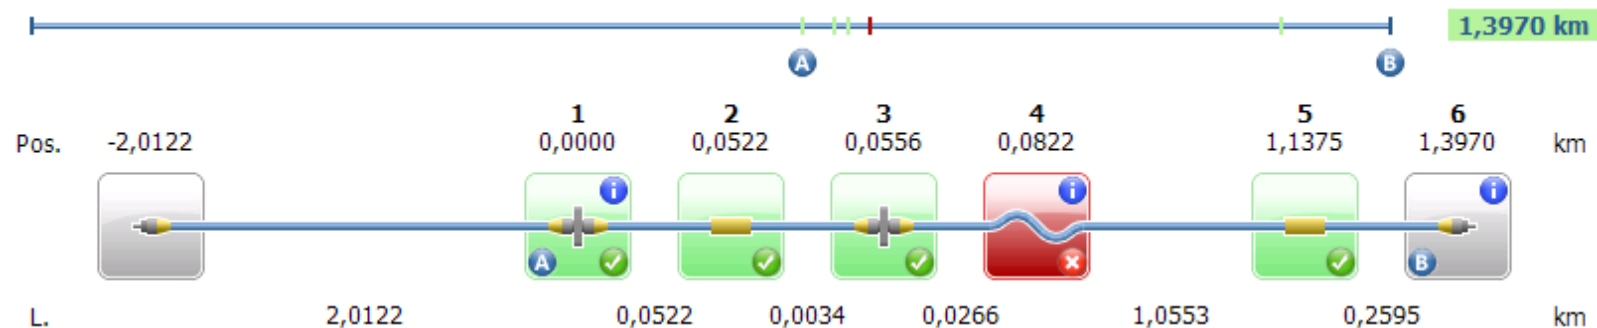 1,3970 km
A B
1 2 3 4 5 6
Pos. -2,0122 0,0000 0,0522 0,0556 0,0822 1,1375 1,3970 km
i i i
A B
L. 2,0122 0,0522 0,0034 0,0266 1,0553 0,2595 km